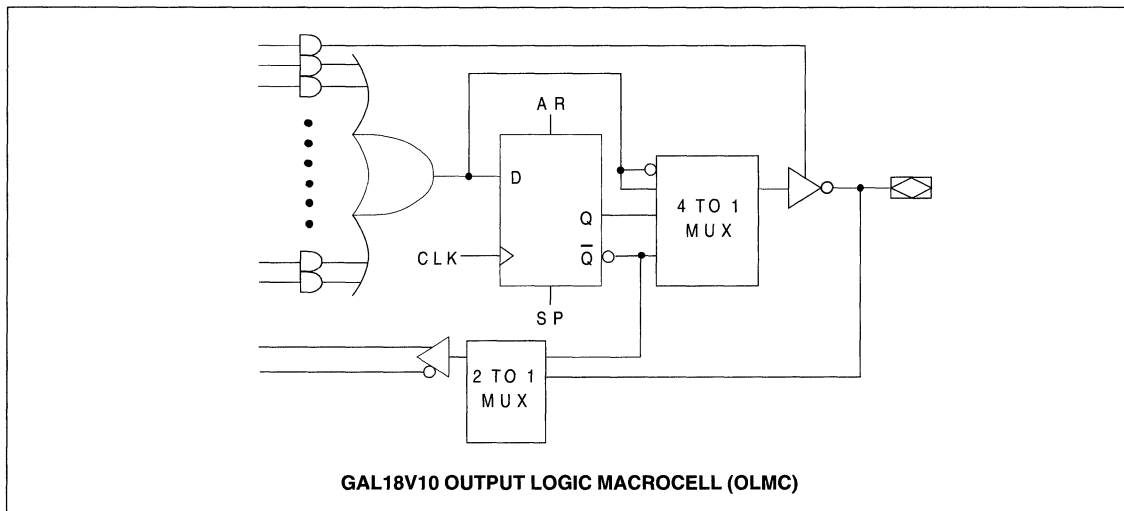 AR
D
Q
Q̅
CLK
SP
4 TO 1
MUX
2 TO 1
MUX
GAL18V10 OUTPUT LOGIC MACROCELL (OLMC)